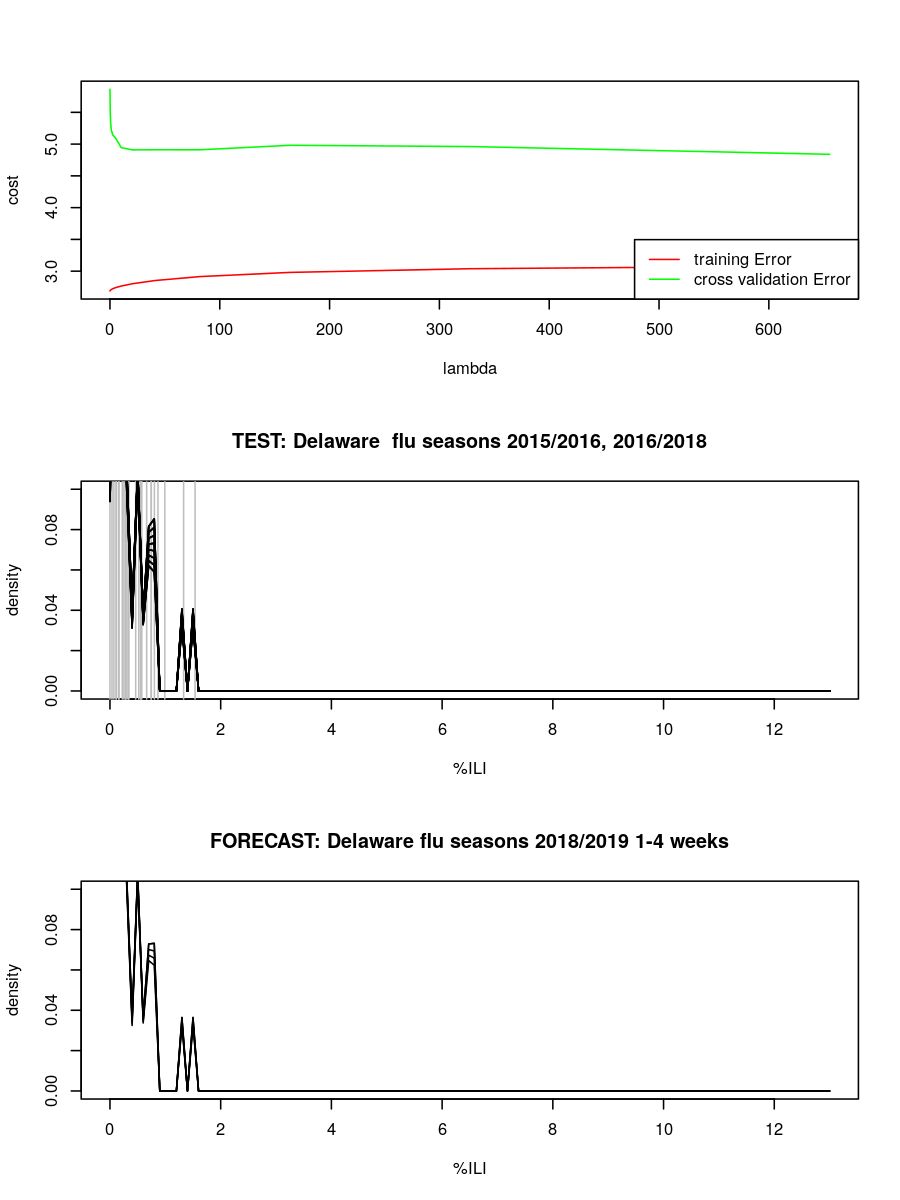 cost
5.0
4.0
3.0
training Error
cross validation Error
0 100 200 300 400 500 600
lambda
TEST: Delaware  flu seasons 2015/2016, 2016/2018
density
0.08
0.04
0.00
0 2 4 6 8 10 12
%ILI
FORECAST: Delaware flu seasons 2018/2019 1-4 weeks
density
0.08
0.04
0.00
0 2 4 6 8 10 12
%ILI